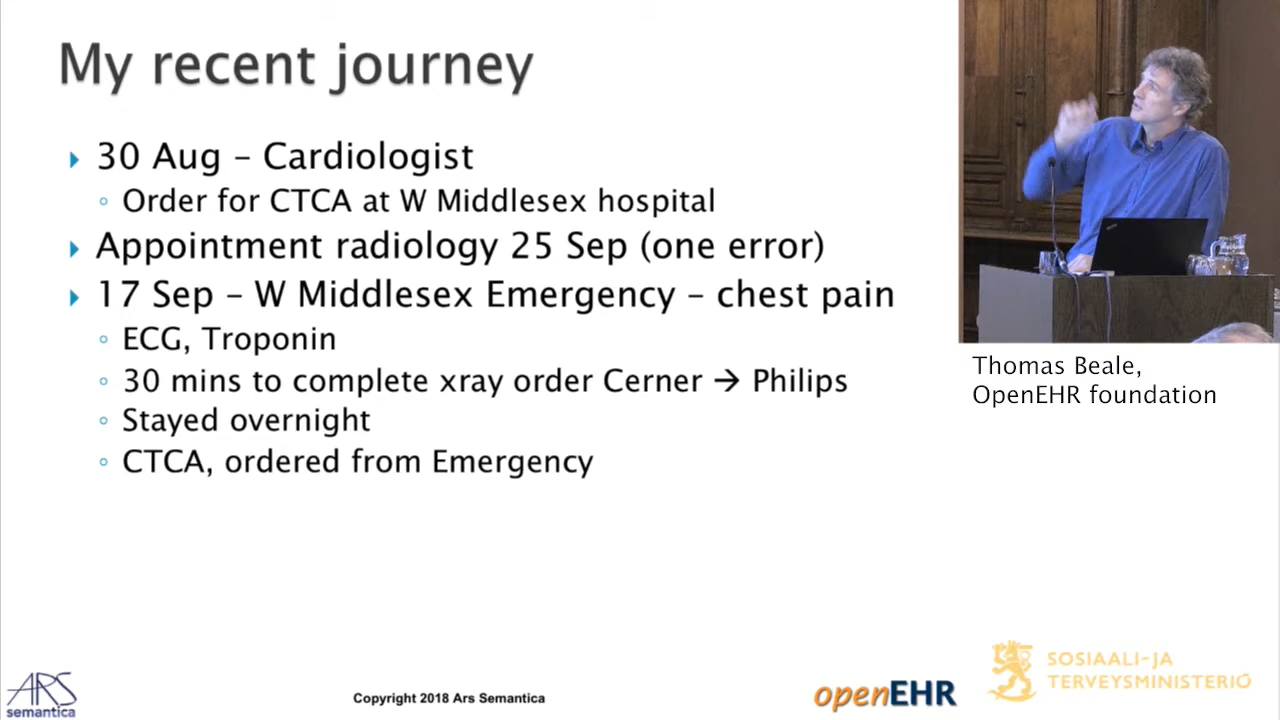 My recent journey
30 Aug – Cardiologist
Order for CTCA at W Middlesex hospital
Appointment radiology 25 Sep (one error)
17 Sep – W Middlesex Emergency – chest pain
ECG, Troponin
30 mins to complete xray order Cerner → Philips
Stayed overnight
CTCA, ordered from Emergency
Thomas Beale,
OpenEHR foundation
ARS
semantica
Copyright 2018 Ars Semantica
openEHR
SOSIAALI-JA
TERVEYSMINISTERIÖ